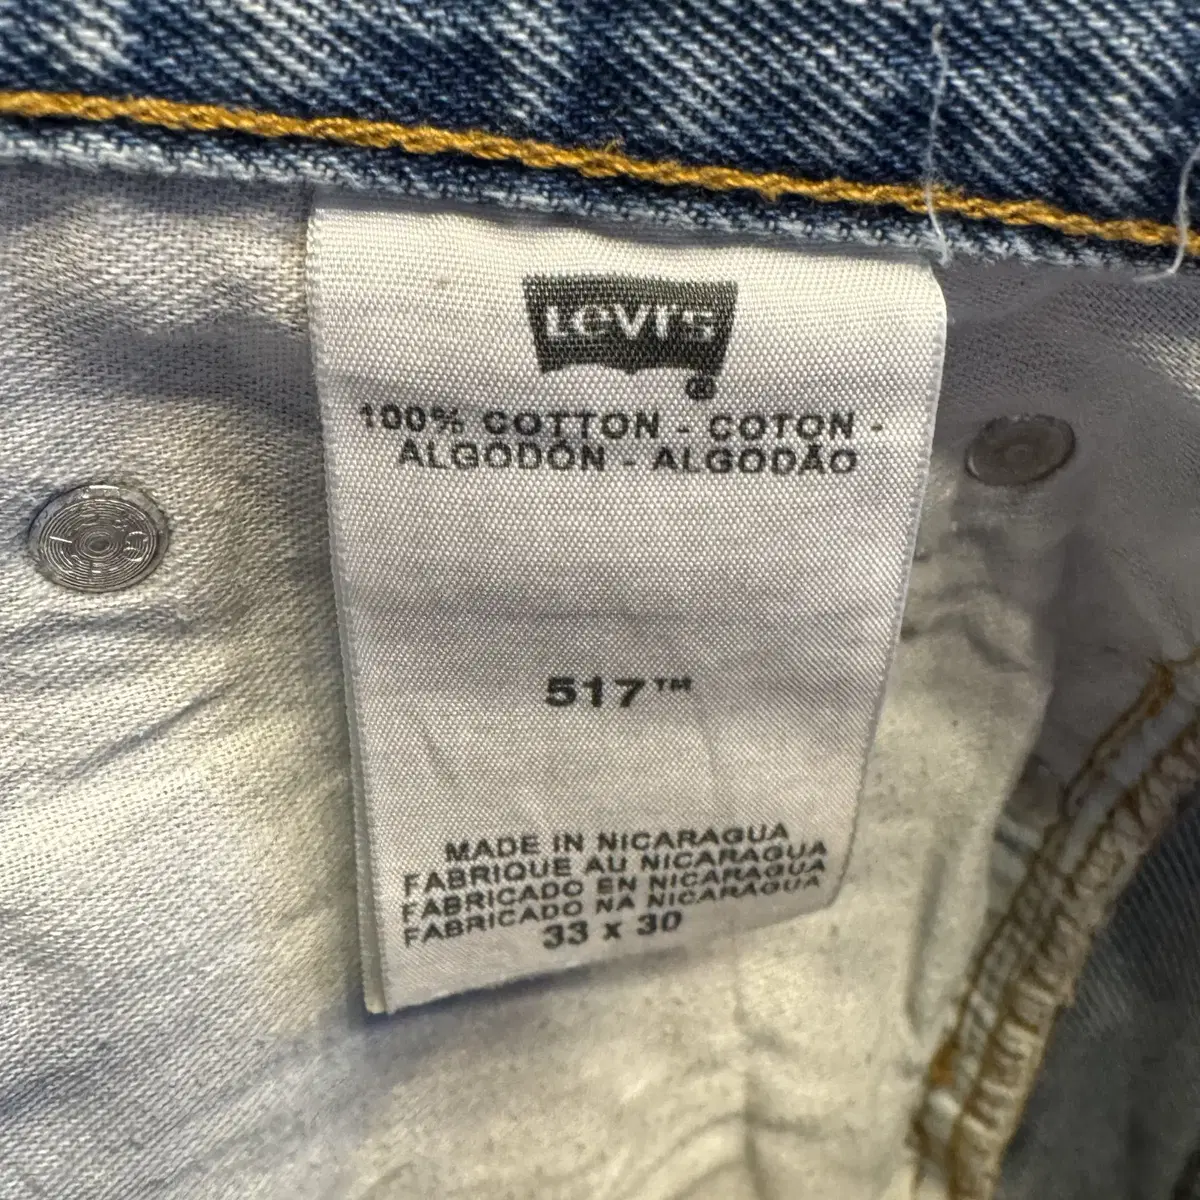 LEVI'S
®
100% COTTON - COTON -
ALGODÓN - ALGODÃO
517™
MADE IN NICARAGUA
FABRIQUE AU NICARAGUA
FABRICADO EN NICARAGUA
FABRICADO NA NICARAGUA
33 x 30